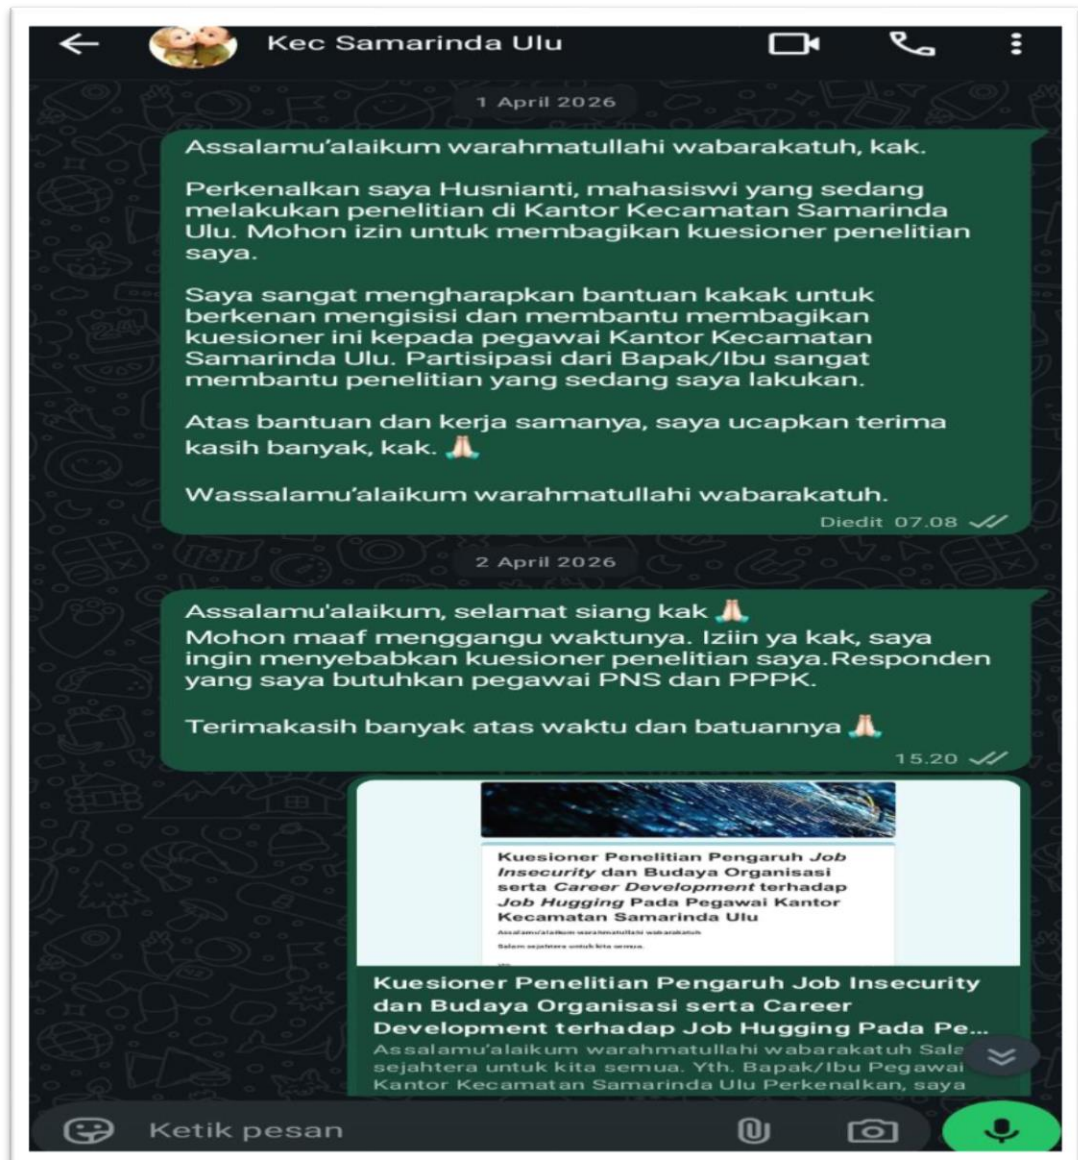 Kec Samarinda Ulu
1 April 2026
Assalamu'alaikum warahmatullahi wabarakatuh, kak.
Perkenalkan saya Husnianti, mahasiswi yang sedang
melakukan penelitian di Kantor Kecamatan Samarinda
Ulu. Mohon izin untuk membagikan kuesioner penelitian
saya.
Saya sangat mengharapkan bantuan kakak untuk
berkenan mengisisi dan membantu membagikan
kuesioner ini kepada pegawai Kantor Kecamatan
Samarinda Ulu. Partisipasi dari Bapak/Ibu sangat
membantu penelitian yang sedang saya lakukan.
Atas bantuan dan kerja samanya, saya ucapkan terima
kasih banyak, kak. 🙏🏻
Wassalamu'alaikum warahmatullahi wabarakatuh.
Diedit 07.08
2 April 2026
Assalamu'alaikum, selamat siang kak 🙏🏻
Mohon maaf menggangu waktunya. Iziin ya kak, saya
ingin menyebabkan kuesioner penelitian saya.Responden
yang saya butuhkan pegawai PNS dan PPPK.
Terimakasih banyak atas waktu dan batuannya 🙏🏻
15.20
Kuesioner Penelitian Pengaruh Job
Insecurity dan Budaya Organisasi
serta Career Development terhadap
Job Hugging Pada Pegawai Kantor
Kecamatan Samarinda Ulu
Assalamu'alaikum warahmatullahi wabarakatuh
Salam sejahtera untuk kita semua.
Kuesioner Penelitian Pengaruh Job Insecurity
dan Budaya Organisasi serta Career
Development terhadap Job Hugging Pada Pe...
Assalamu'alaikum warahmatullahi wabarakatuh Sala
sejahtera untuk kita semua. Yth. Bapak/Ibu Pegawai
Kantor Kecamatan Samarinda Ulu Perkenalkan, saya
Ketik pesan